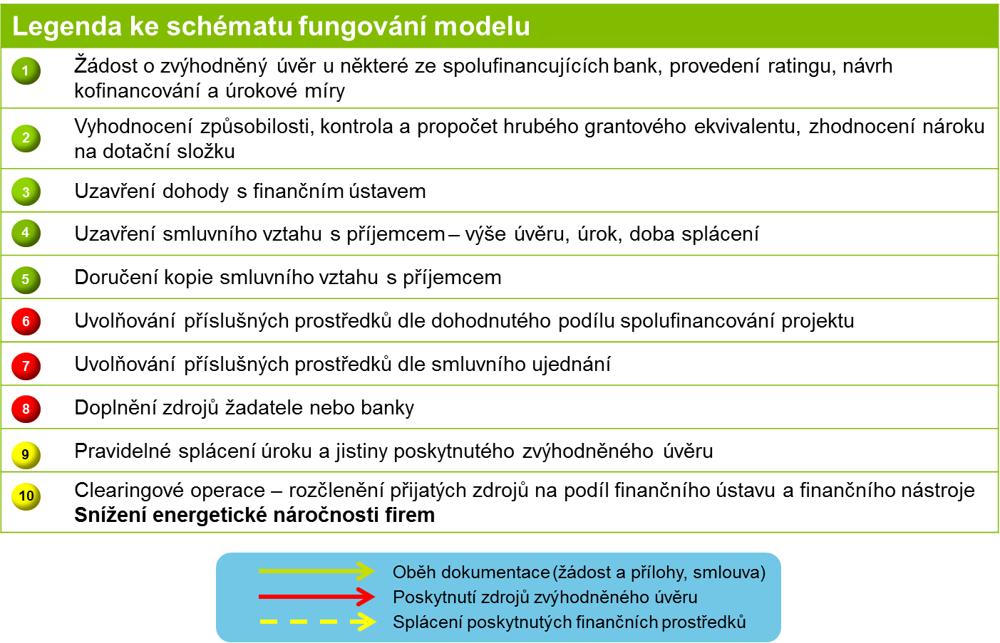 Legenda ke schématu fungování modelu
1 Žádost o zvýhodněný úvěr u některé ze spolufinancujících bank, provedení ratingu, návrh
kofinancování a úrokové míry
2 Vyhodnocení způsobilosti, kontrola a propočet hrubého grantového ekvivalentu, zhodnocení nároku
na dotační složku
3 Uzavření dohody s finančním ústavem
4 Uzavření smluvního vztahu s příjemcem – výše úvěru, úrok, doba splácení
5 Doručení kopie smluvního vztahu s příjemcem
6 Uvolňování příslušných prostředků dle dohodnutého podílu spolufinancování projektu
7 Uvolňování příslušných prostředků dle smluvního ujednání
8 Doplnění zdrojů žadatele nebo banky
9 Pravidelné splácení úroku a jistiny poskytnutého zvýhodněného úvěru
10 Clearingové operace – rozčlenění přijatých zdrojů na podíl finančního ústavu a finančního nástroje
Snížení energetické náročnosti firem
Oběh dokumentace (žádost a přílohy, smlouva)
Poskytnutí zdrojů zvýhodněného úvěru
Splácení poskytnutých finančních prostředků